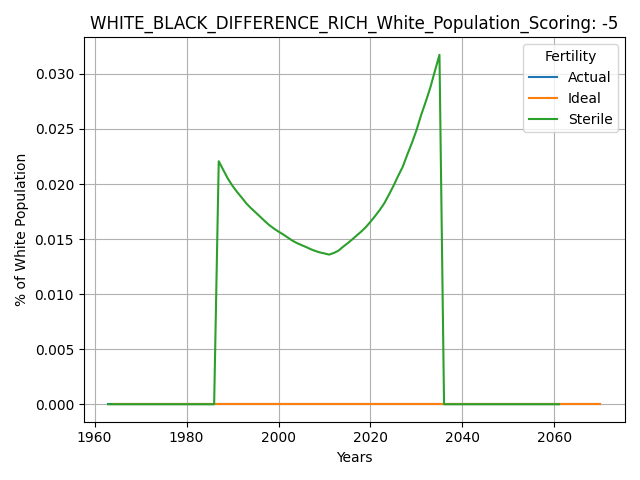 WHITE_BLACK_DIFFERENCE_RICH_White_Population_Scoring: -5
Fertility
Actual
Ideal
Sterile
% of White Population
0.030
0.025
0.020
0.015
0.010
0.005
0.000
1960 1980 2000 2020 2040 2060
Years